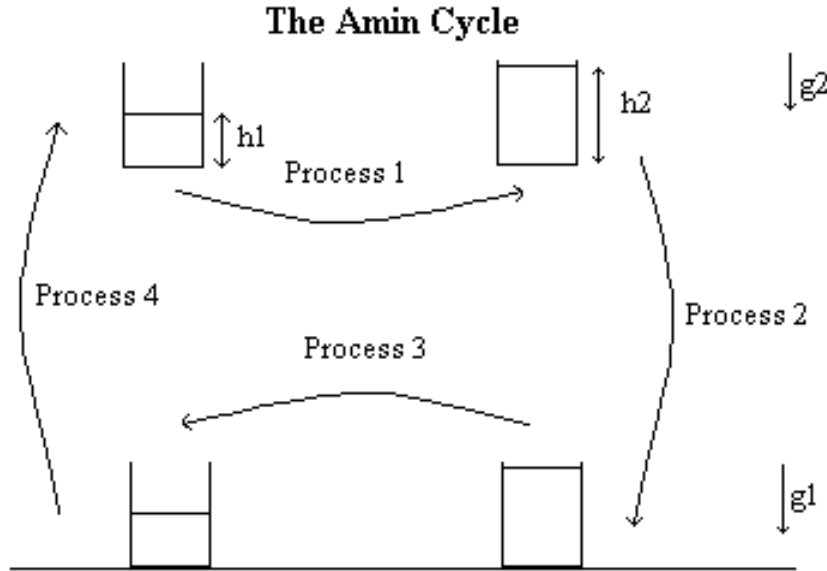 The Amin Cycle
h1
h2
g2
Process 1
Process 4
Process 2
Process 3
g1